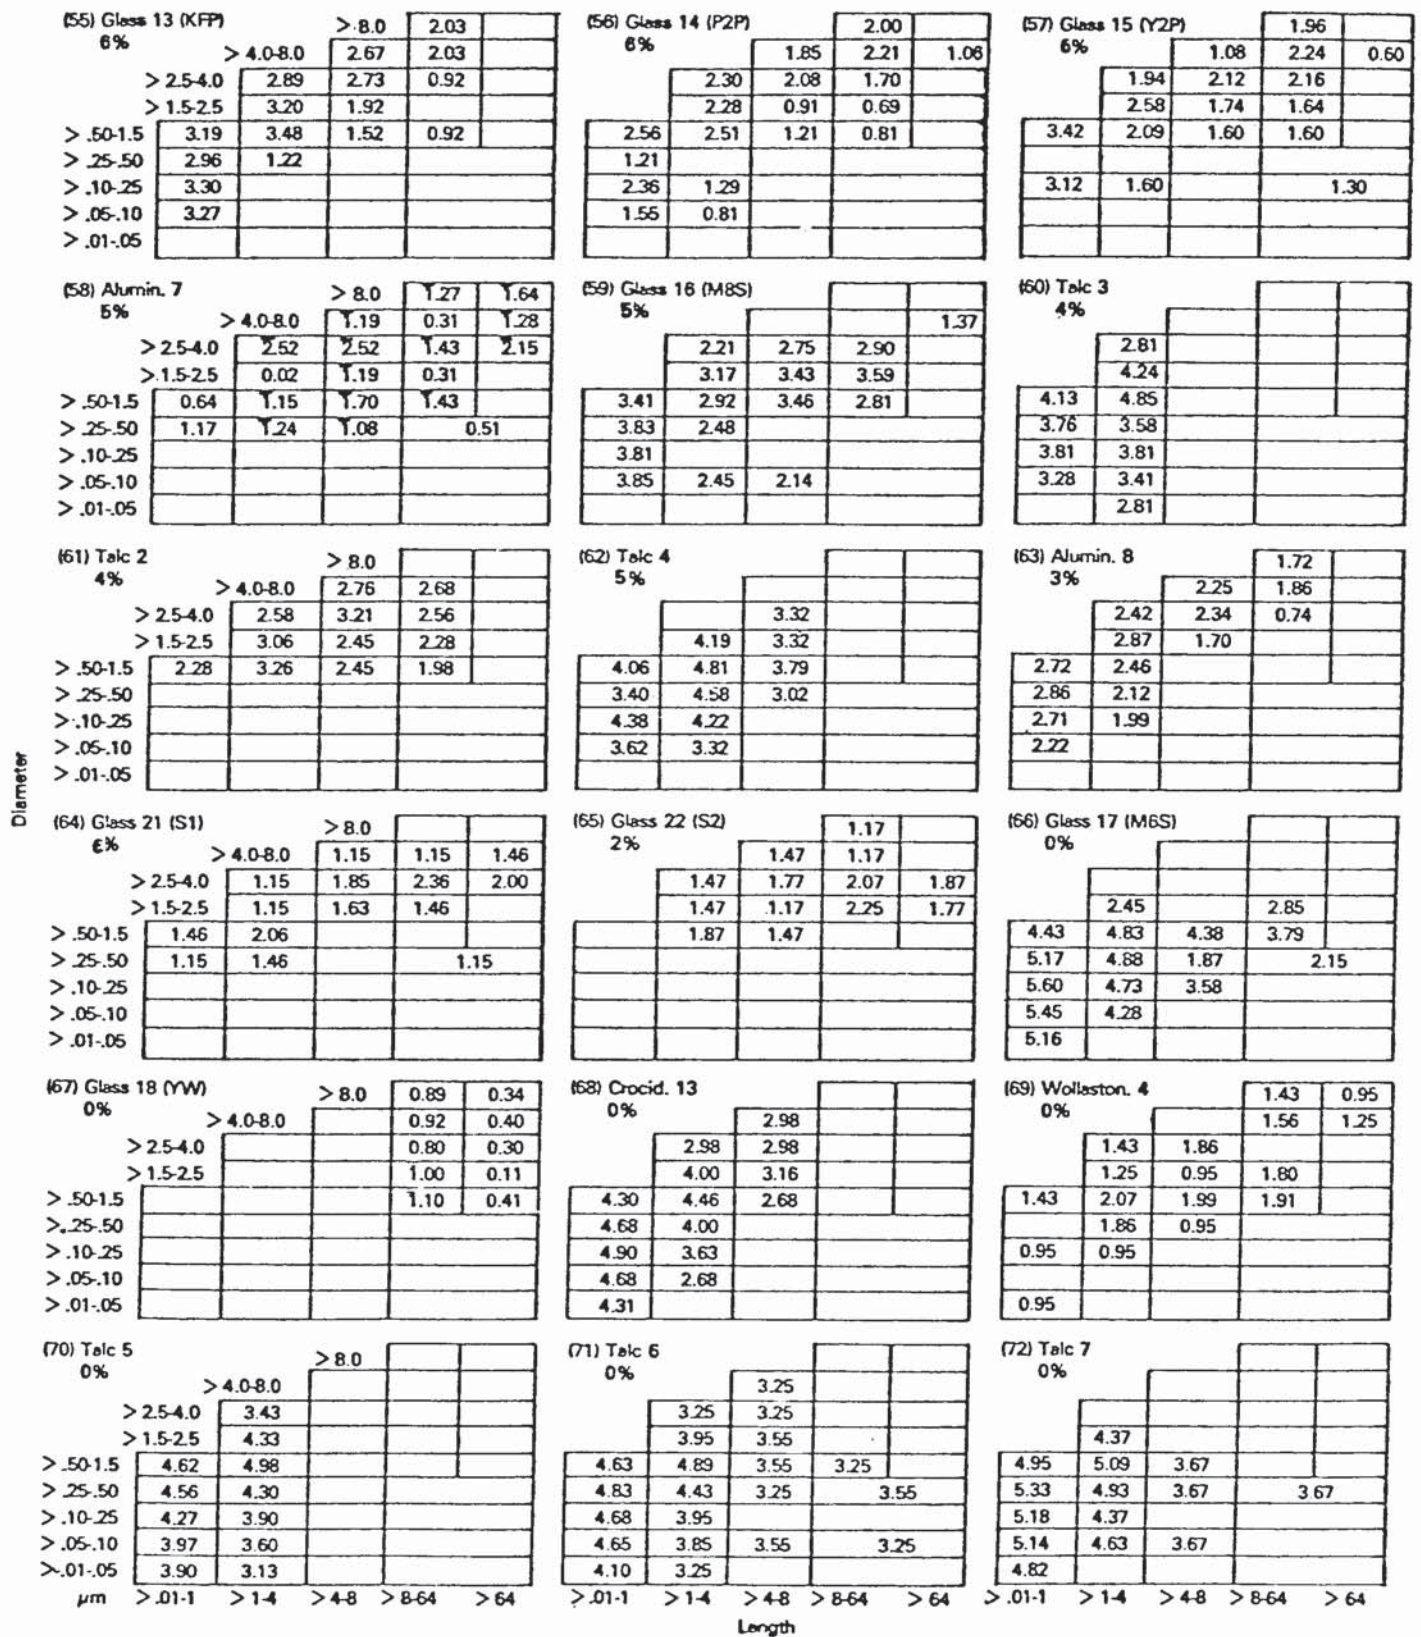 (55) Glass 13 (KFP) > 8.0 2.03
6% > 4.0-8.0 2.67 2.03
> 2.5-4.0 2.89 2.73 0.92
> 1.5-2.5 3.20 1.92
> .50-1.5 3.19 3.48 1.52 0.92
> .25-.50 2.96 1.22
> .10-.25 3.30
> .05-.10 3.27
> .01-.05
(56) Glass 14 (P2P) 2.00
6% 1.85 2.21 1.06
2.30 2.08 1.70
2.28 0.91 0.69
2.56 2.51 1.21 0.81
1.21
2.36 1.29
1.55 0.81
(57) Glass 15 (Y2P) 1.96
6% 1.08 2.24 0.60
1.94 2.12 2.16
2.58 1.74 1.64
3.42 2.09 1.60 1.60
3.12 1.60 1.30
(58) Alumin. 7 > 8.0 1.27 1.64
5% > 4.0-8.0 1.19 0.31 1.28
> 2.5-4.0 2.52 2.52 1.43 2.15
> 1.5-2.5 0.02 1.19 0.31
> .50-1.5 0.64 1.15 1.70 1.43
> .25-.50 1.17 1.24 1.08 0.51
> .10-.25
> .05-.10
> .01-.05
(59) Glass 16 (M8S)
5% 1.37
2.21 2.75 2.90
3.17 3.43 3.59
3.41 2.92 3.46 2.81
3.83 2.48
3.81
3.85 2.45 2.14
(60) Talc 3
4%
2.81
4.24
4.13 4.85
3.76 3.58
3.81 3.81
3.28 3.41
2.81
(61) Talc 2 > 8.0
4% > 4.0-8.0 2.76 2.68
> 2.5-4.0 2.58 3.21 2.56
> 1.5-2.5 3.06 2.45 2.28
> .50-1.5 2.28 3.26 2.45 1.98
> .25-.50
> .10-.25
> .05-.10
> .01-.05
(62) Talc 4
5%
3.32
4.19 3.32
4.06 4.81 3.79
3.40 4.58 3.02
4.38 4.22
3.62 3.32
(63) Alumin. 8 1.72
3% 2.25 1.86
2.42 2.34 0.74
2.87 1.70
2.72 2.46
2.86 2.12
2.71 1.99
2.22
Diameter
(64) Glass 21 (S1) > 8.0
6% > 4.0-8.0 1.15 1.15 1.46
> 2.5-4.0 1.15 1.85 2.36 2.00
> 1.5-2.5 1.15 1.63 1.46
> .50-1.5 1.46 2.06
> .25-.50 1.15 1.46 1.15
> .10-.25
> .05-.10
> .01-.05
(65) Glass 22 (S2) 1.17
2% 1.47 1.17
1.47 1.77 2.07 1.87
1.47 1.17 2.25 1.77
1.87 1.47
(66) Glass 17 (M6S)
0%
2.45 2.85
4.43 4.83 4.38 3.79
5.17 4.88 1.87 2.15
5.60 4.73 3.58
5.45 4.28
5.16
(67) Glass 18 (YW) > 8.0 0.89 0.34
0% > 4.0-8.0 0.92 0.40
> 2.5-4.0 0.80 0.30
> 1.5-2.5 1.00 0.11
> .50-1.5 1.10 0.41
> .25-.50
> .10-.25
> .05-.10
> .01-.05
(68) Crocid. 13
0% 2.98
2.98 2.98
4.00 3.16
4.30 4.46 2.68
4.68 4.00
4.90 3.63
4.68 2.68
4.31
(69) Wollaston. 4 1.43 0.95
0% 1.56 1.25
1.43 1.86
1.25 0.95 1.80
1.43 2.07 1.99 1.91
1.86 0.95
0.95 0.95
0.95
(70) Talc 5 > 8.0
0% > 4.0-8.0
> 2.5-4.0 3.43
> 1.5-2.5 4.33
> .50-1.5 4.62 4.98
> .25-.50 4.56 4.30
> .10-.25 4.27 3.90
> .05-.10 3.97 3.60
> .01-.05 3.90 3.13
µm > .01-1 > 1-4 > 4-8 > 8-64 > 64
(71) Talc 6
0% 3.25
3.25 3.25
3.95 3.55
4.63 4.89 3.55 3.25
4.83 4.43 3.25 3.55
4.68 3.95
4.65 3.85 3.55 3.25
4.10 3.25
> .01-1 > 1-4 > 4-8 > 8-64 > 64
(72) Talc 7
0%
4.37
4.95 5.09 3.67
5.33 4.93 3.67 3.67
5.18 4.37
5.14 4.63 3.67
4.82
> .01-1 > 1-4 > 4-8 > 8-64 > 64
Length